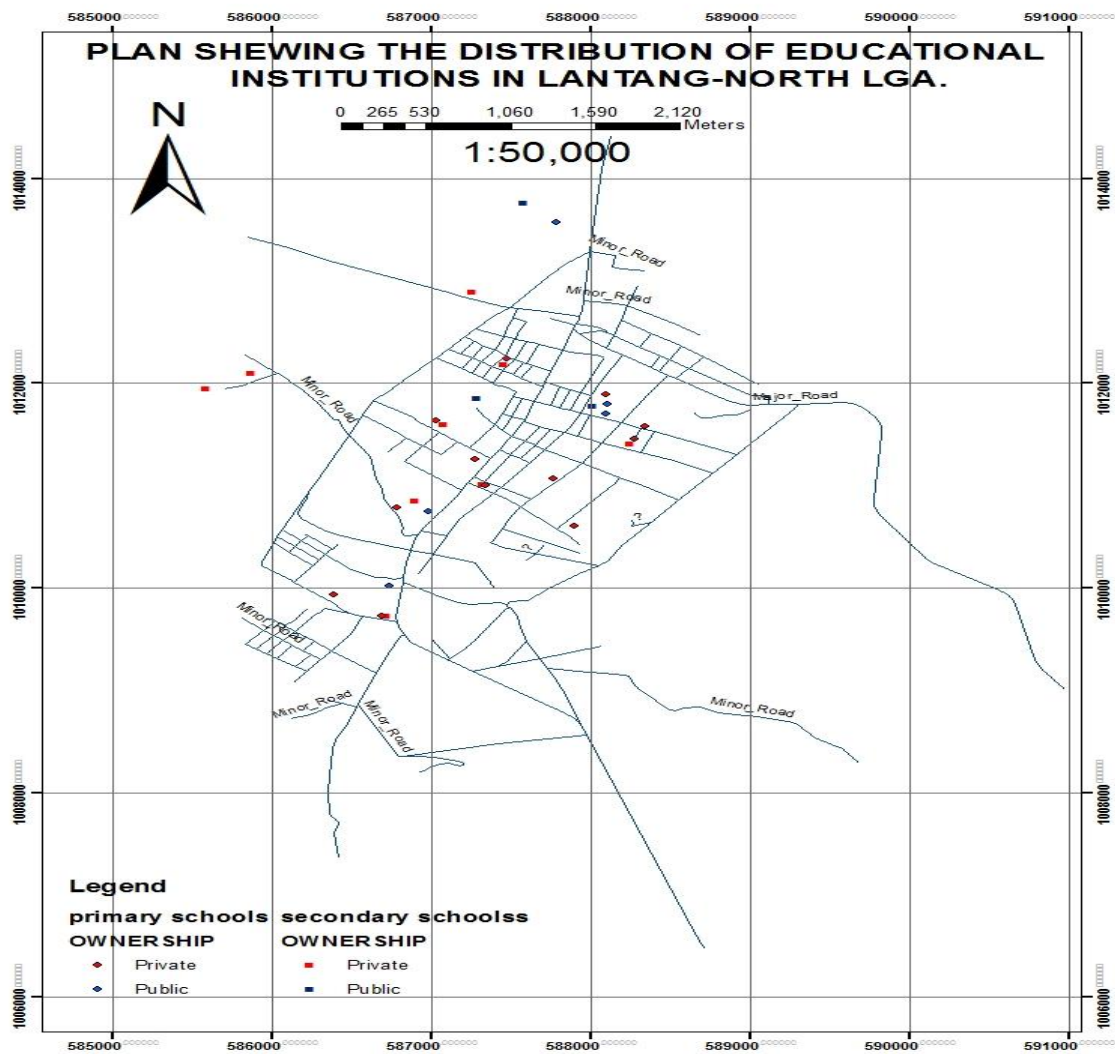 585000 586000 587000 588000 589000 590000 591000
PLAN SHEWING THE DISTRIBUTION OF EDUCATIONAL
INSTITUTIONS IN LANTANG-NORTH LGA.
N
0 265 530 1,060 1,590 2,120
Meters
1:50,000
1014000 1014000
Minor_Road
Minor_Road
1012000 1012000
Minor_Road
Major_Road
?
?
1010000 1010000
Minor_Road
Minor_Road
Minor_Road
Minor_Road
1008000 1008000
Legend
primary schools secondary schoolss
OWNERSHIP OWNERSHIP
Private Private
Public Public
1006000 1006000
585000 586000 587000 588000 589000 590000 591000